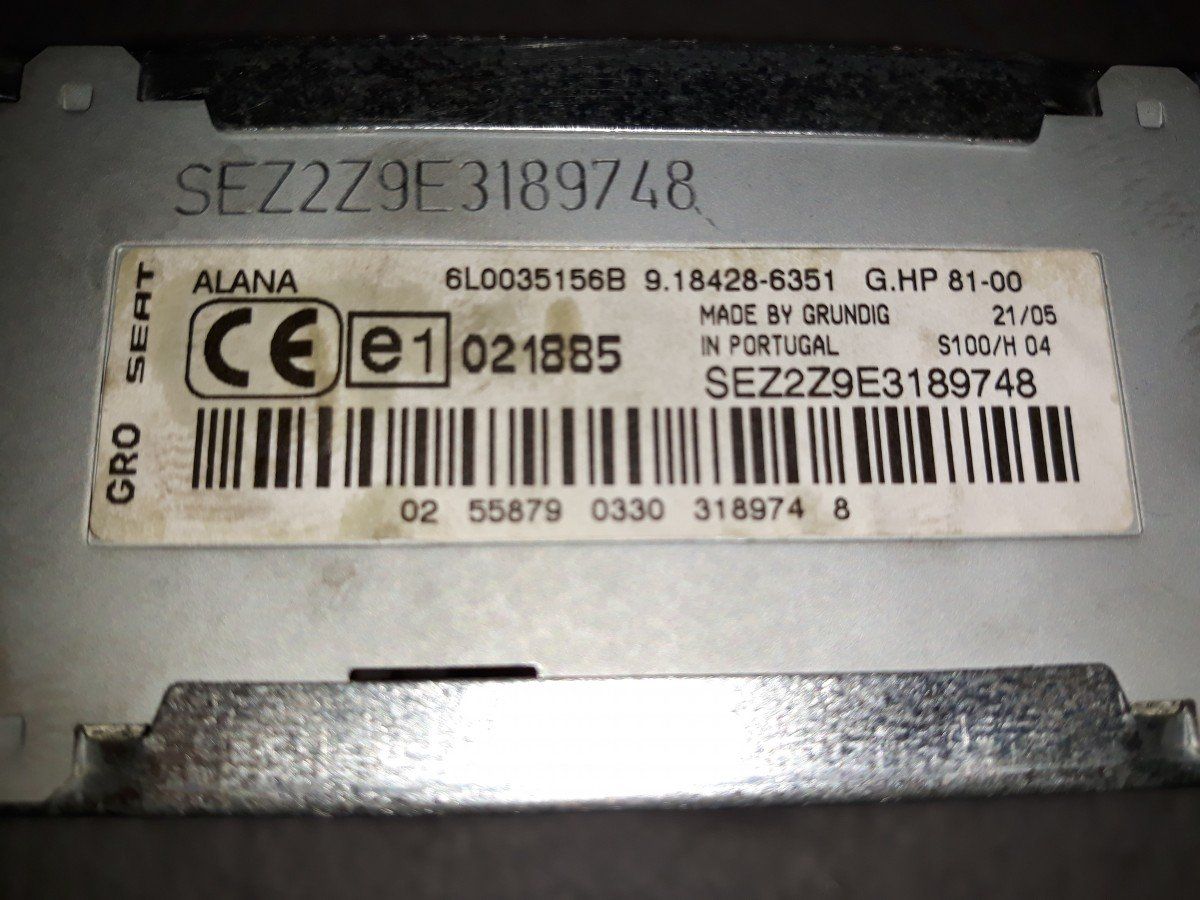 SEZ2Z9E3189748
GRO SEAT
ALANA 6L0035156B 9.18428-6351 G.HP 81-00
CE e1 021885
MADE BY GRUNDIG 21/05
IN PORTUGAL S100/H 04
SEZ2Z9E3189748
02 55879 0330 318974 8